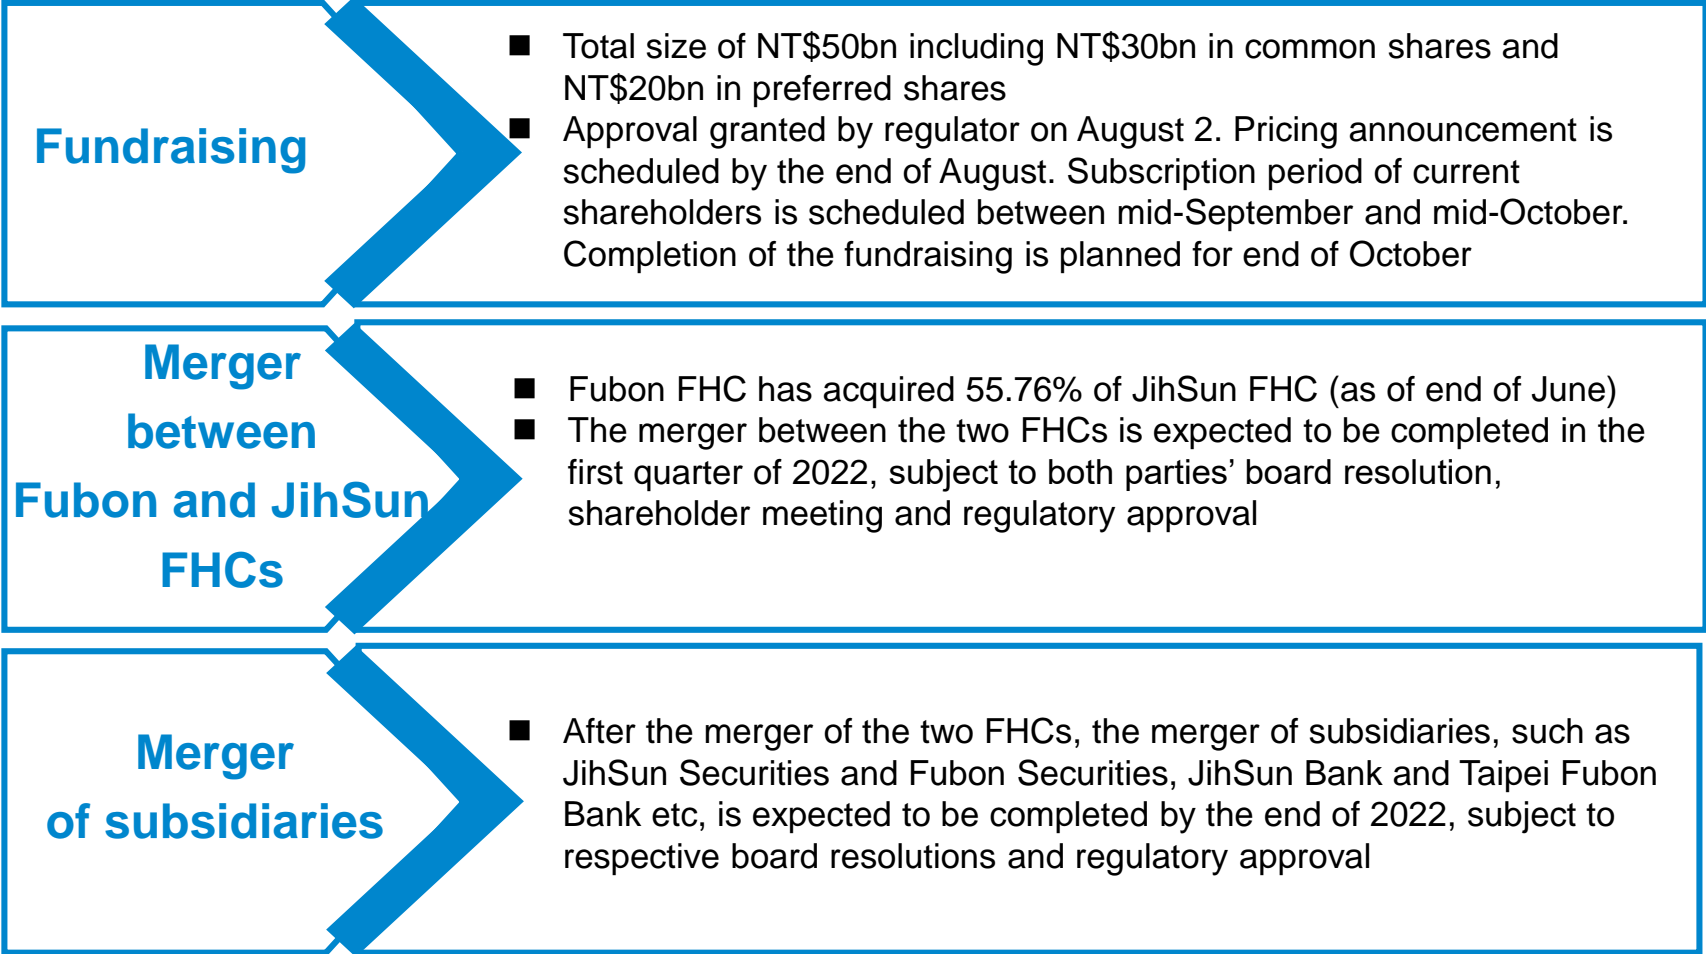 Fundraising
■ Total size of NT$50bn including NT$30bn in common shares and
NT$20bn in preferred shares
■ Approval granted by regulator on August 2. Pricing announcement is
scheduled by the end of August. Subscription period of current
shareholders is scheduled between mid-September and mid-October.
Completion of the fundraising is planned for end of October
Merger
between
Fubon and JihSun
FHCs
■ Fubon FHC has acquired 55.76% of JihSun FHC (as of end of June)
■ The merger between the two FHCs is expected to be completed in the
first quarter of 2022, subject to both parties’ board resolution,
shareholder meeting and regulatory approval
Merger
of subsidiaries
■ After the merger of the two FHCs, the merger of subsidiaries, such as
JihSun Securities and Fubon Securities, JihSun Bank and Taipei Fubon
Bank etc, is expected to be completed by the end of 2022, subject to
respective board resolutions and regulatory approval